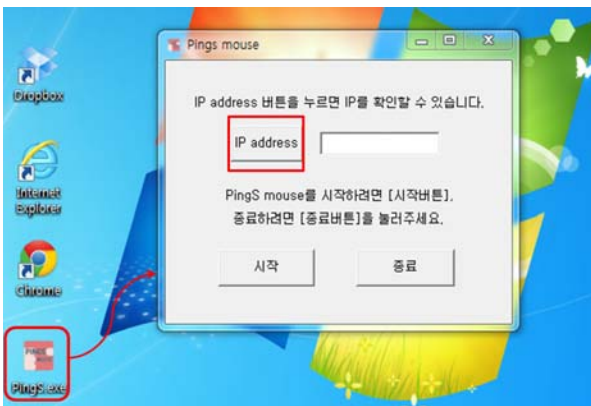 Pings mouse
Dropbox
IP address 버튼을 누르면 IP를 확인할 수 있습니다.
IP address
Internet
Explorer
PingS mouse를 시작하려면 [시작버튼],
종료하려면 [종료버튼]을 눌러주세요.
시작
종료
Chrome
PingS.exe